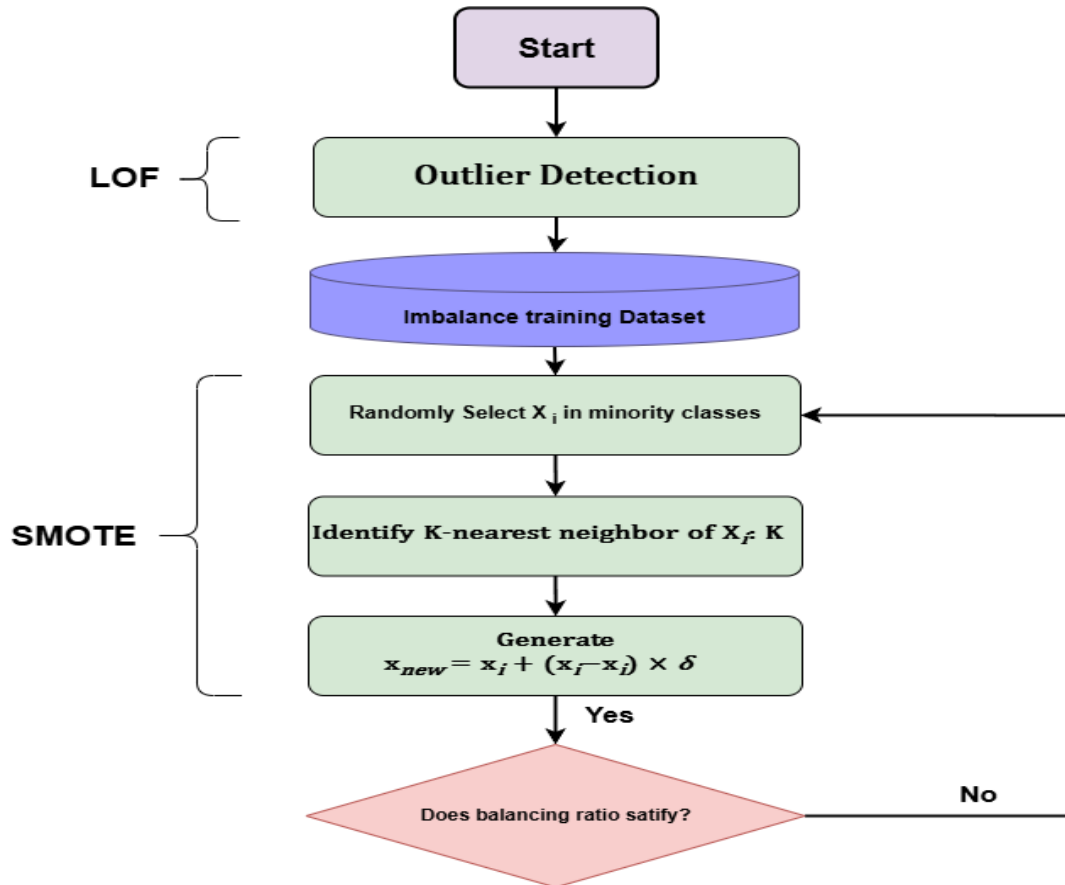 Start
LOF
Outlier Detection
Imbalance training Dataset
Randomly Select X i in minority classes
SMOTE
Identify K-nearest neighbor of Xi: K
Generate
xnew = xi + (xi−xi) × δ
Yes
Does balancing ratio satify?
No